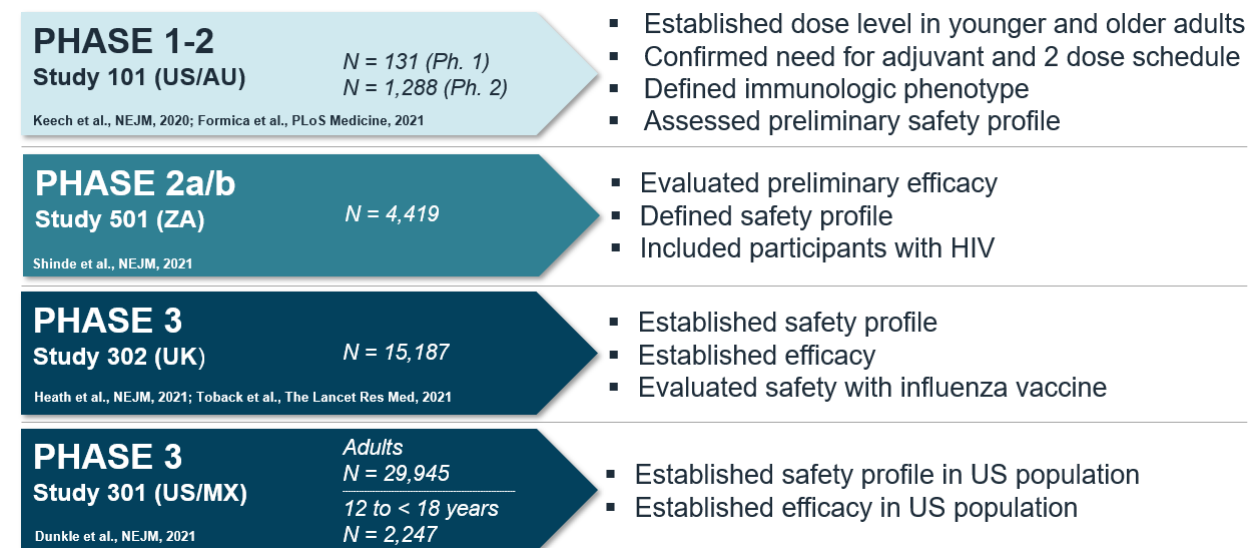 PHASE 1-2
Study 101 (US/AU)
N = 131 (Ph. 1)
N = 1,288 (Ph. 2)
Keech et al., NEJM, 2020; Formica et al., PLoS Medicine, 2021
▪ Established dose level in younger and older adults
▪ Confirmed need for adjuvant and 2 dose schedule
▪ Defined immunologic phenotype
▪ Assessed preliminary safety profile
PHASE 2a/b
Study 501 (ZA)
N = 4,419
Shinde et al., NEJM, 2021
▪ Evaluated preliminary efficacy
▪ Defined safety profile
▪ Included participants with HIV
PHASE 3
Study 302 (UK)
N = 15,187
Heath et al., NEJM, 2021; Toback et al., The Lancet Res Med, 2021
▪ Established safety profile
▪ Established efficacy
▪ Evaluated safety with influenza vaccine
PHASE 3
Study 301 (US/MX)
Adults
N = 29,945
12 to < 18 years
N = 2,247
Dunkle et al., NEJM, 2021
▪ Established safety profile in US population
▪ Established efficacy in US population